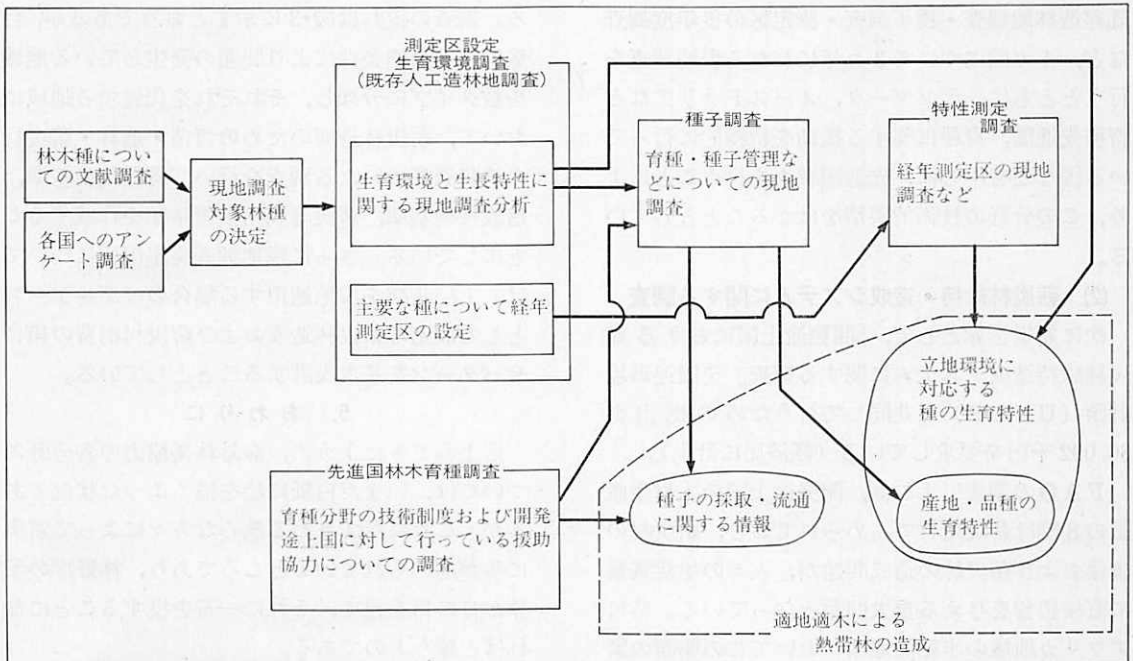 測定区設定
生育環境調査
(既存人工造林地調査)
林木種につい
ての文献調査
各国へのアン
ケート調査
現地調査
対象林種
の決定
生育環境と生長特性に
関する現地調査分析
主要な種について経年
測定区の設定
種子調査
育種・種子管理な
どについての現地
調査
特性測定
調査
経年測定区の現地
調査など
先進国林木育種調査
育種分野の技術制度および開発
途上国に対して行っている援助
協力についての調査
種子の採取・流通
に関する情報
立地環境に
対応する
種の生育特性
産地・品種の
生育特性
適地適木による
熱帯林の造成